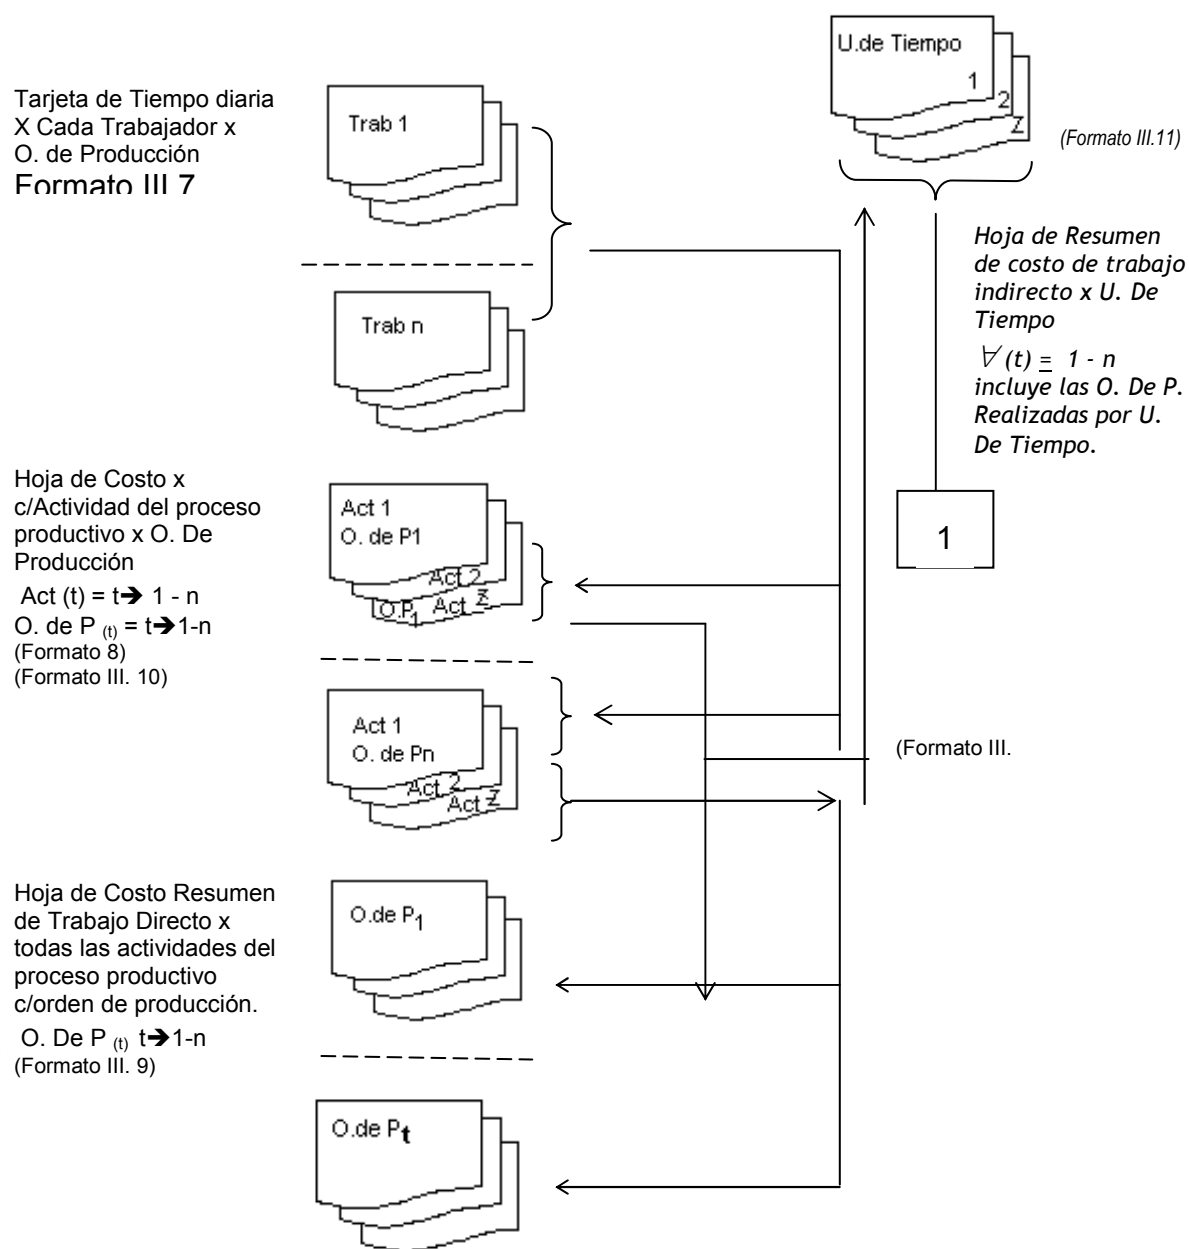 U.de Tiempo
1
2
Z
(Formato III.11)
Tarjeta de Tiempo diaria
X Cada Trabajador x
O. de Producción
Formato III 7
Trab 1
Trab n
Hoja de Resumen
de costo de trabajo
indirecto x U. De
Tiempo
∀ (t) = 1 - n
incluye las O. De P.
Realizadas por U.
De Tiempo.
1
Hoja de Costo x
c/Actividad del proceso
productivo x O. De
Producción
Act (t) = t➔ 1 - n
O. de P (t) = t➔1-n
(Formato 8)
(Formato III. 10)
Act 1
O. de P1
Act 2
O.P1 Act Z
Act 1
O. de Pn
Act 2
Act Z
(Formato III.
Hoja de Costo Resumen
de Trabajo Directo x
todas las actividades del
proceso productivo
c/orden de producción.
O. De P (t) t➔1-n
(Formato III. 9)
O.de P1
O.de Pt